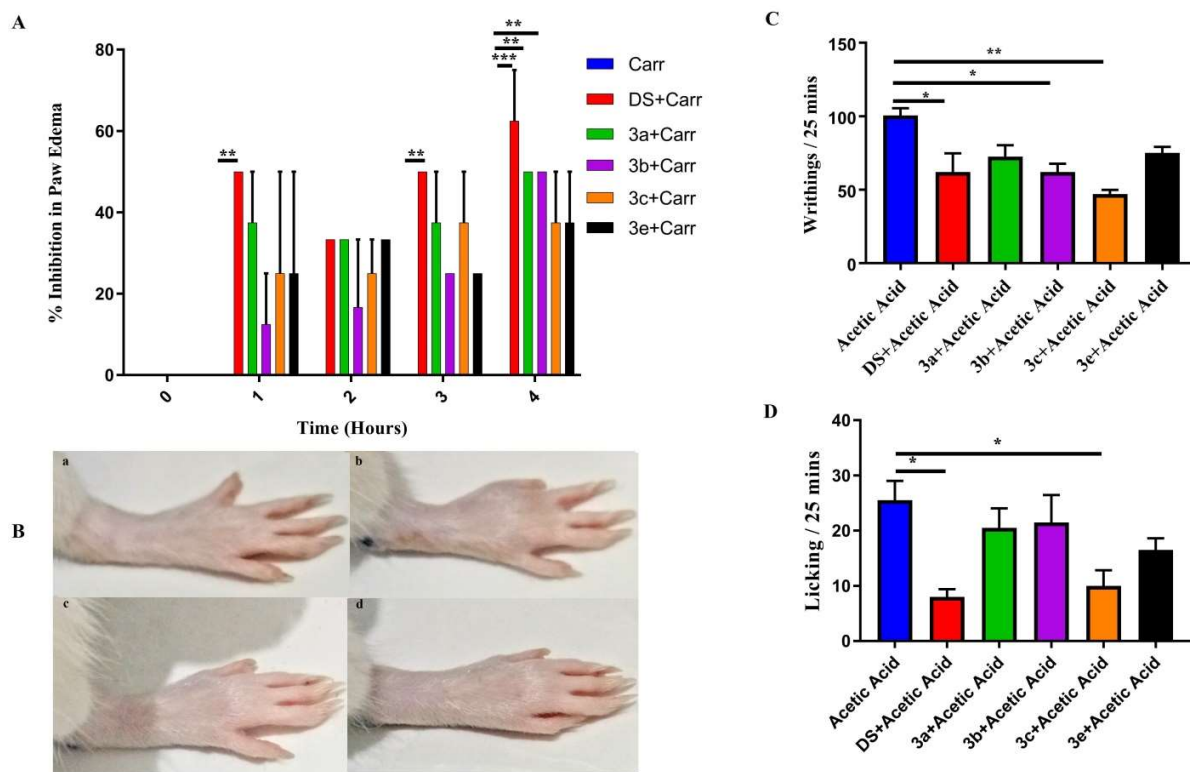 A
% Inhibition in Paw Edema
80
60
40
20
0
**
**
**
**
***
0
1
2
3
4
Time (Hours)
Carr
DS+Carr
3a+Carr
3b+Carr
3c+Carr
3e+Carr
B
a
b
c
d
C
Writhings / 25 mins
150
100
50
0
**
*
*
Acetic Acid
DS+Acetic Acid
3a+Acetic Acid
3b+Acetic Acid
3c+Acetic Acid
3e+Acetic Acid
D
Licking / 25 mins
40
30
20
10
0
*
*
Acetic Acid
DS+Acetic Acid
3a+Acetic Acid
3b+Acetic Acid
3c+Acetic Acid
3e+Acetic Acid